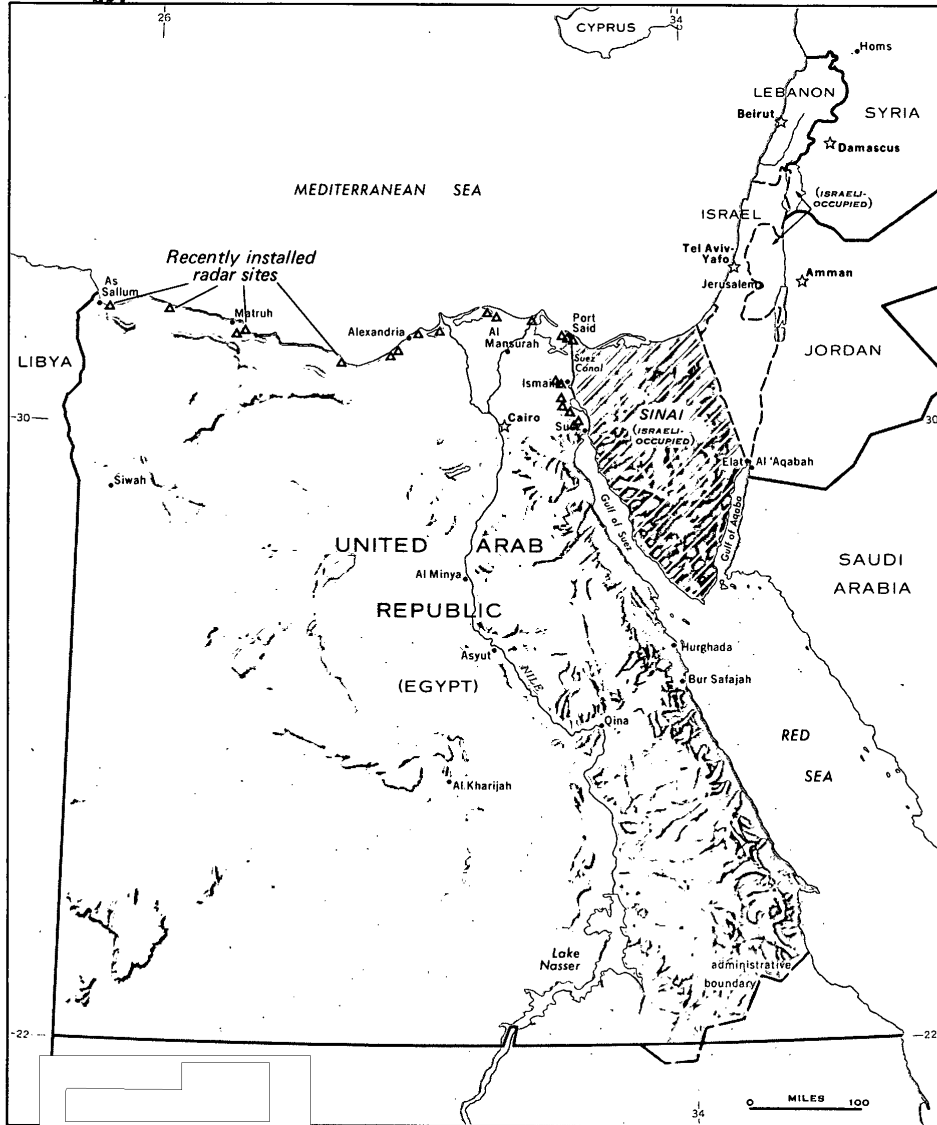 26
34
CYPRUS
Homs
LEBANON
Beirut
SYRIA
Damascus
MEDITERRANEAN SEA
(ISRAELI-
OCCUPIED)
ISRAEL
Tel Aviv-
Yafo
Jerusalem
Amman
Recently installed
radar sites
As
Sallum
Matruh
Alexandria
Al
Mansurah
Port
Said
Suez
Canal
LIBYA
JORDAN
SINAI
(ISRAELI-
OCCUPIED)
30
30
Cairo
Siwah
Elat
Al 'Aqabah
Gulf of Suez
Gulf of Aqaba
UNITED ARAB
REPUBLIC
(EGYPT)
SAUDI
ARABIA
Al Minya
Asyut
NILE
Hurghada
Bur Safajah
Qina
RED
SEA
Al Kharijah
Lake
Nasser
administrative
boundary
22
22
34
0 MILES 100